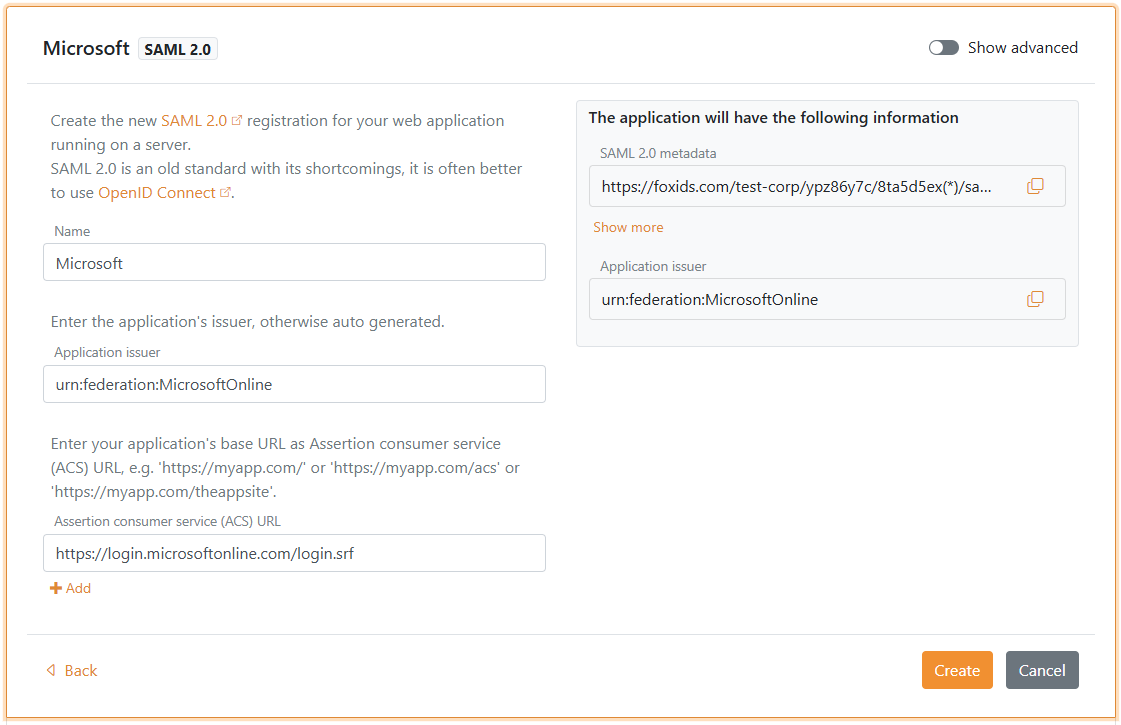 Microsoft SAML 2.0
Show advanced
Create the new SAML 2.0 registration for your web application
running on a server.
SAML 2.0 is an old standard with its shortcomings, it is often better
to use OpenID Connect.
Name
Microsoft
Enter the application's issuer, otherwise auto generated.
Application issuer
urn:federation:MicrosoftOnline
Enter your application's base URL as Assertion consumer service
(ACS) URL, e.g. 'https://myapp.com/' or 'https://myapp.com/acs' or
'https://myapp.com/theappsite'.
Assertion consumer service (ACS) URL
https://login.microsoftonline.com/login.srf
Add
The application will have the following information
SAML 2.0 metadata
https://foxids.com/test-corp/ypz86y7c/8ta5d5ex(*)/sa...
Show more
Application issuer
urn:federation:MicrosoftOnline
Back
Create
Cancel